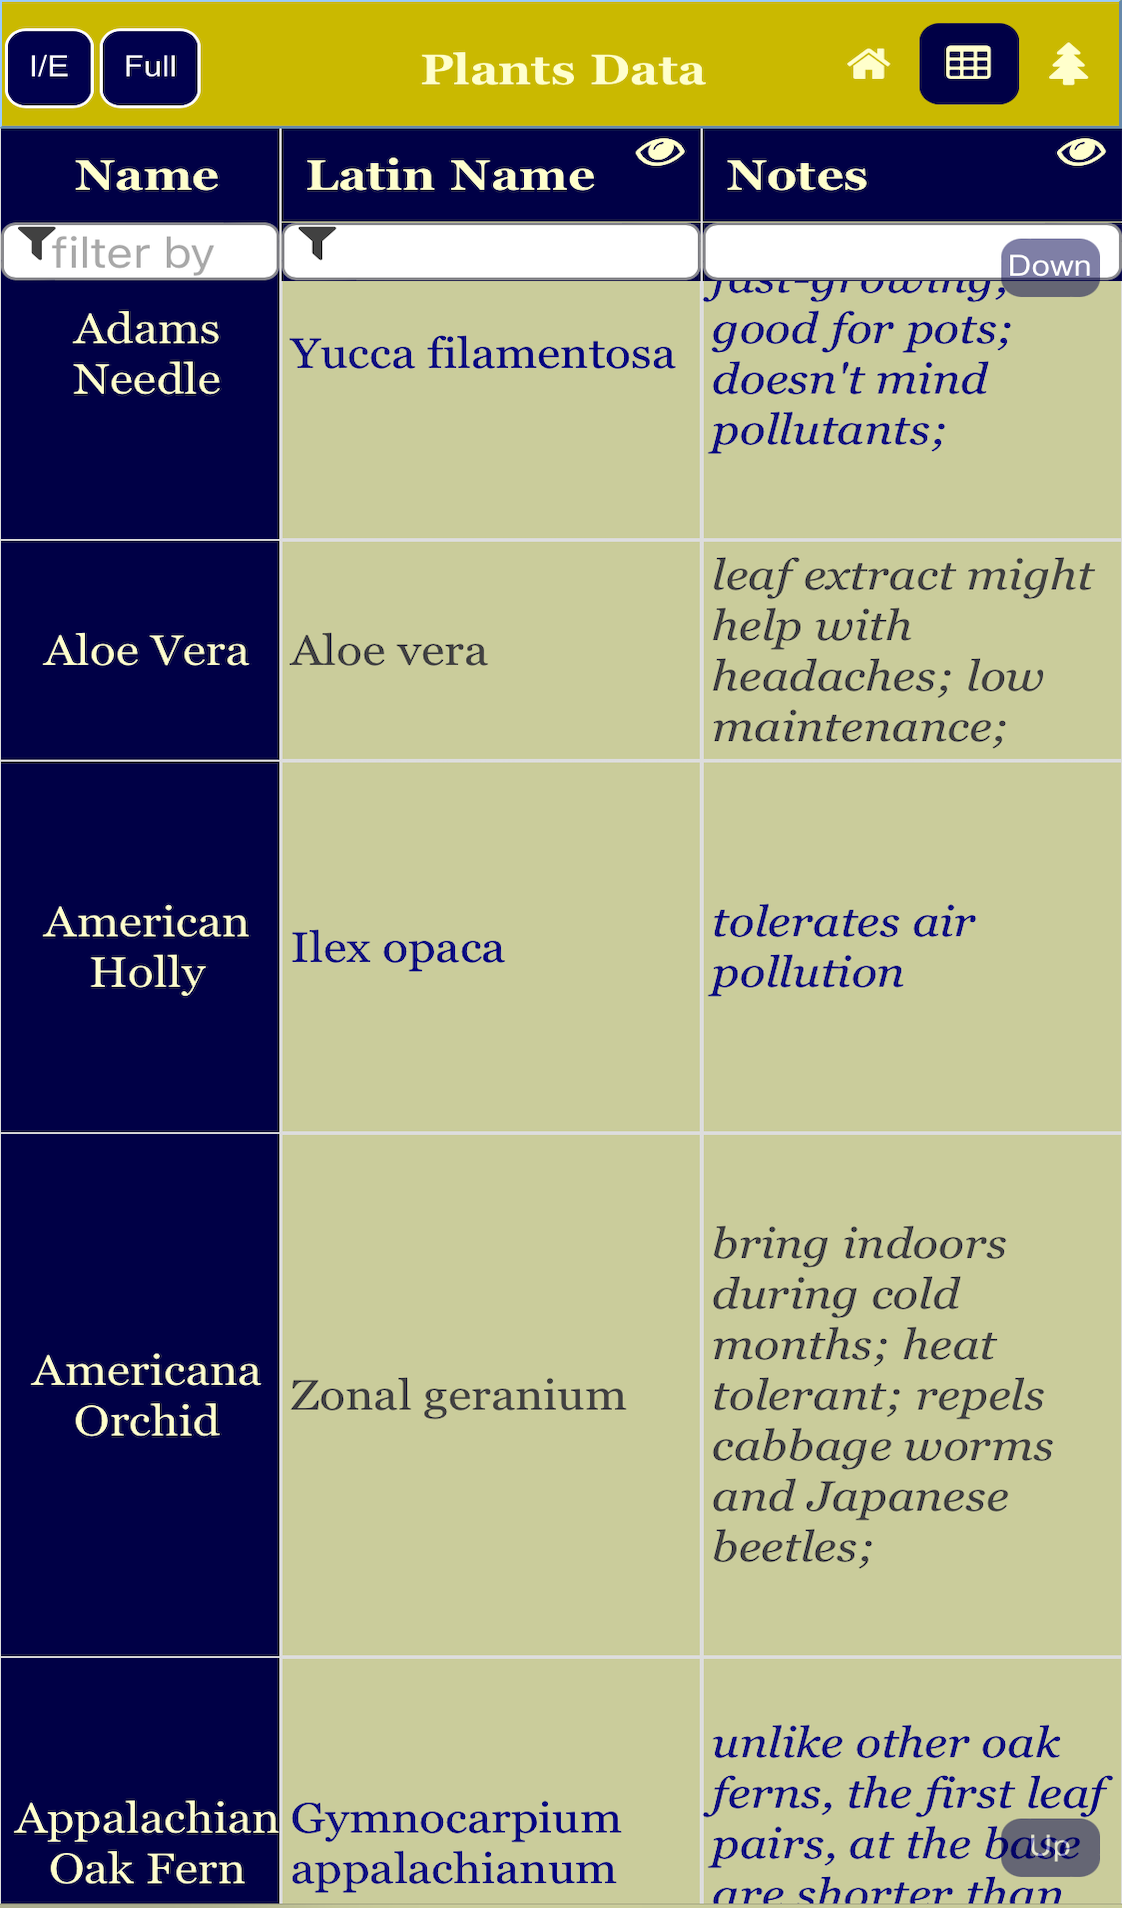 I/E Full Plants Data
Name Latin Name Notes
filter by
Down
Adams
Needle
Yucca filamentosa
fast-growing;
good for pots;
doesn't mind
pollutants;
Aloe Vera
Aloe vera
leaf extract might
help with
headaches; low
maintenance;
American
Holly
Ilex opaca
tolerates air
pollution
Americana
Orchid
Zonal geranium
bring indoors
during cold
months; heat
tolerant; repels
cabbage worms
and Japanese
beetles;
Appalachian
Oak Fern
Gymnocarpium
appalachianum
unlike other oak
ferns, the first leaf
pairs, at the base
are shorter than
Up